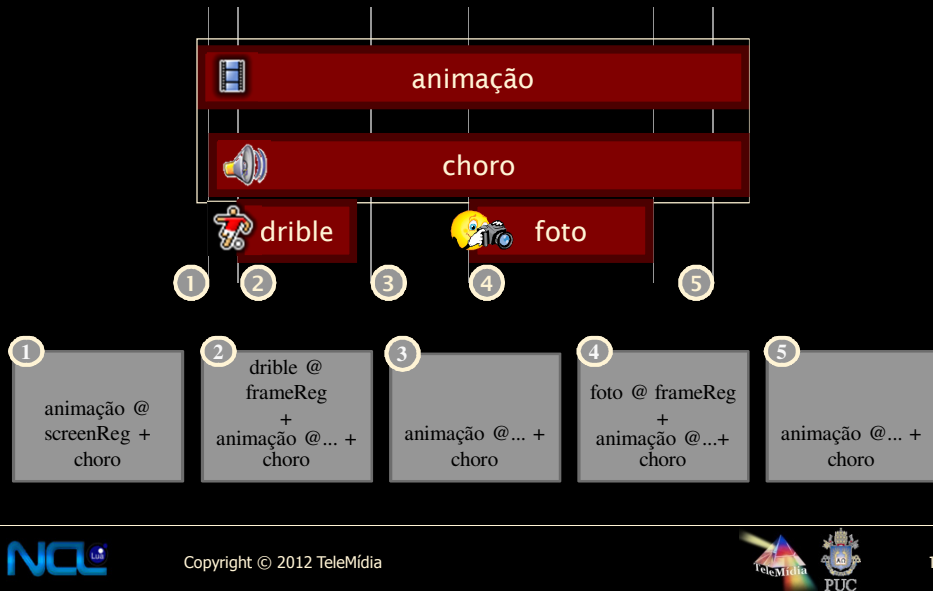 animação
choro
drible
foto
1
2
3
4
5
1
animação @
screenReg +
choro
2
drible @
frameReg
+
animação @... +
choro
3
animação @... +
choro
4
foto @ frameReg
+
animação @...+
choro
5
animação @... +
choro
NCL
Lua
Copyright © 2012 TeleMídia
TeleMídia
PUC
1